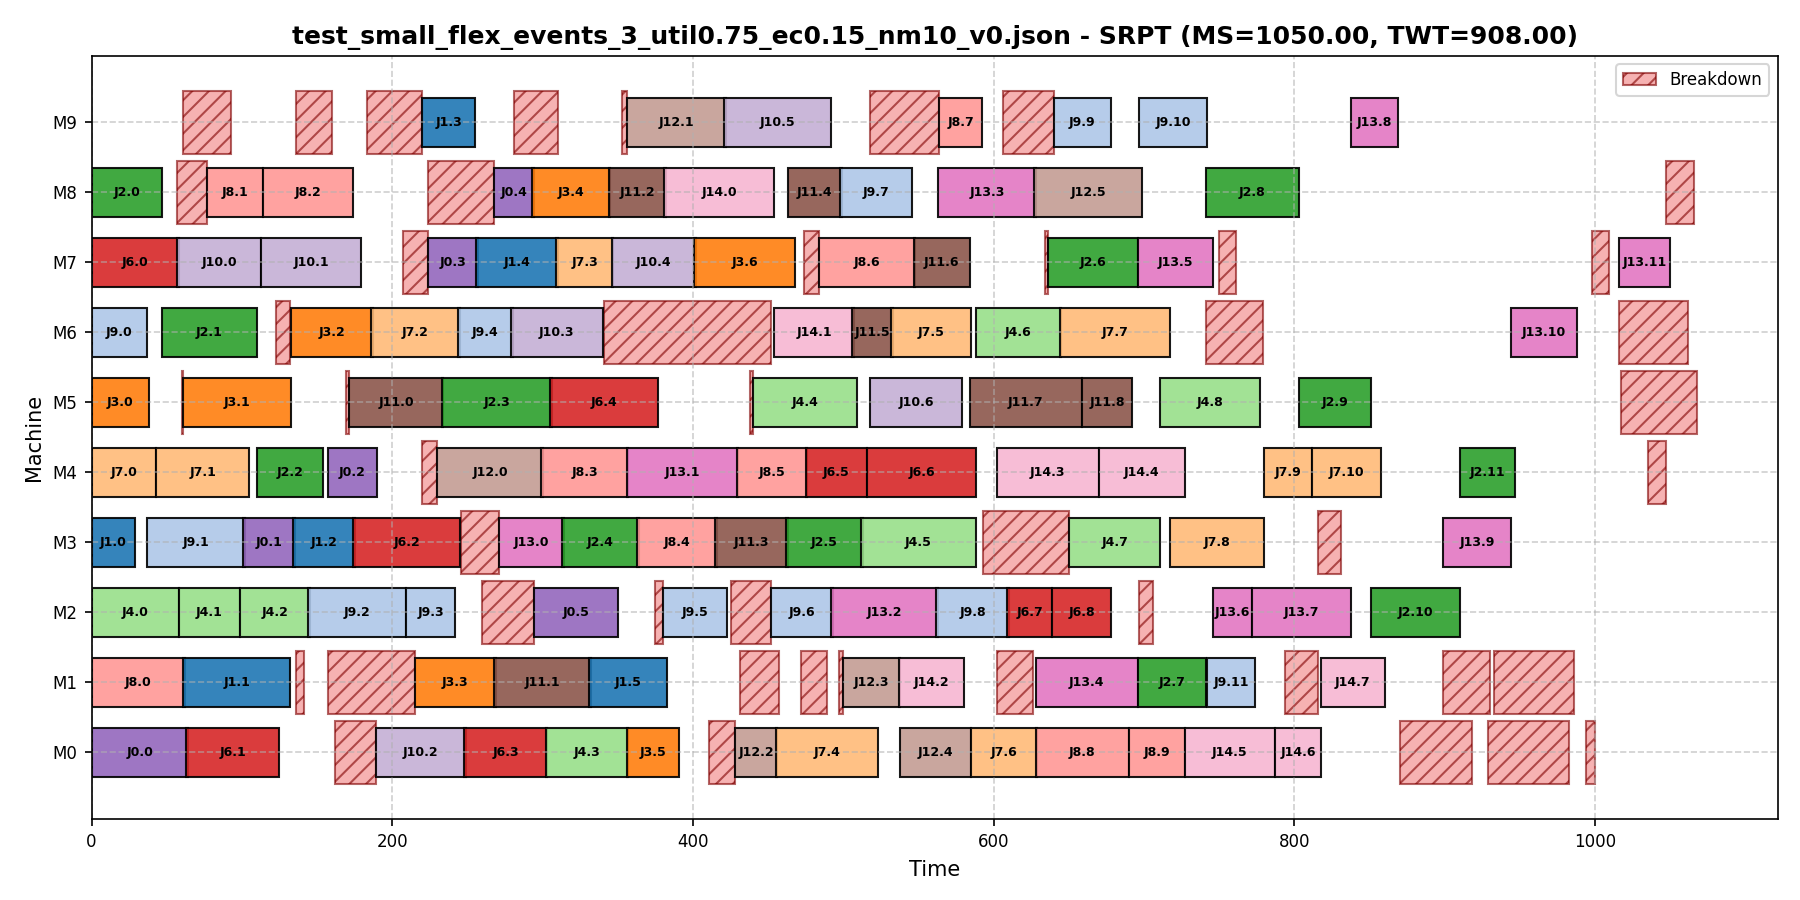 test_small_flex_events_3_util0.75_ec0.15_nm10_v0.json - SRPT (MS=1050.00, TWT=908.00)
Breakdown
M9 J1.3 J12.1 J10.5 J8.7 J9.9 J9.10 J13.8
M8 J2.0 J8.1 J8.2 J0.4 J3.4 J11.2 J14.0 J11.4 J9.7 J13.3 J12.5 J2.8
M7 J6.0 J10.0 J10.1 J0.3 J1.4 J7.3 J10.4 J3.6 J8.6 J11.6 J2.6 J13.5 J13.11
M6 J9.0 J2.1 J3.2 J7.2 J9.4 J10.3 J14.1 J11.5 J7.5 J4.6 J7.7 J13.10
M5 J3.0 J3.1 J11.0 J2.3 J6.4 J4.4 J10.6 J11.7 J11.8 J4.8 J2.9
M4 J7.0 J7.1 J2.2 J0.2 J12.0 J8.3 J13.1 J8.5 J6.5 J6.6 J14.3 J14.4 J7.9 J7.10 J2.11
M3 J1.0 J9.1 J0.1 J1.2 J6.2 J13.0 J2.4 J8.4 J11.3 J2.5 J4.5 J4.7 J7.8 J13.9
M2 J4.0 J4.1 J4.2 J9.2 J9.3 J0.5 J9.5 J9.6 J13.2 J9.8 J6.7 J6.8 J13.6 J13.7 J2.10
M1 J8.0 J1.1 J3.3 J11.1 J1.5 J12.3 J14.2 J13.4 J2.7 J9.11 J14.7
M0 J0.0 J6.1 J10.2 J6.3 J4.3 J3.5 J12.2 J7.4 J12.4 J7.6 J8.8 J8.9 J14.5 J14.6
Machine
0 200 400 600 800 1000
Time